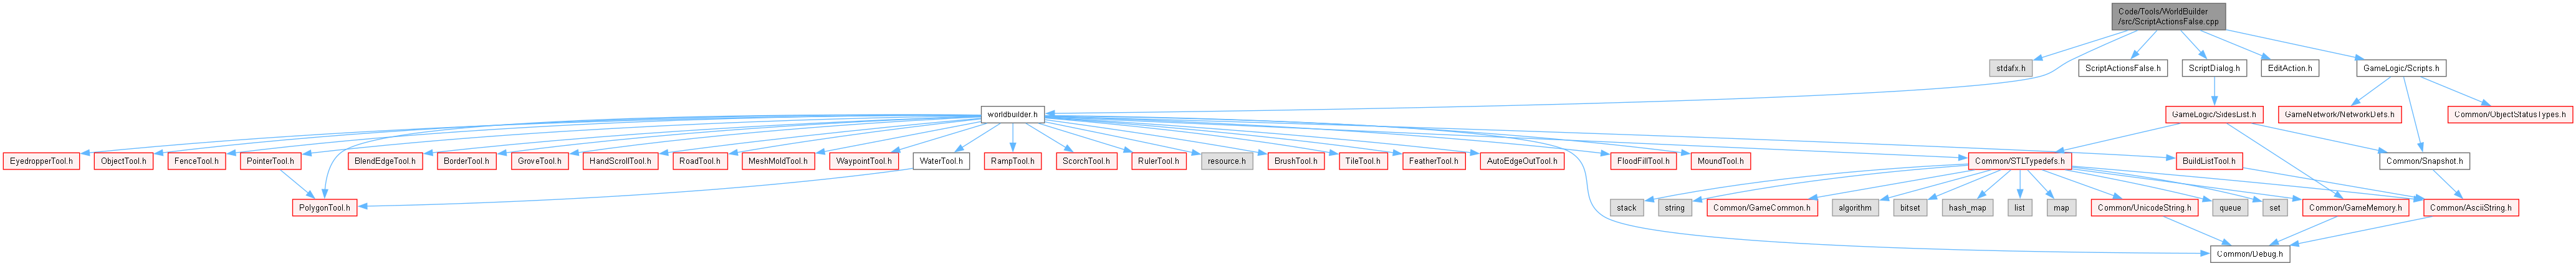 Code/Tools/WorldBuilder
/src/ScriptActionsFalse.cpp
stdafx.h
ScriptActionsFalse.h
ScriptDialog.h
EditAction.h
GameLogic/Scripts.h
worldbuilder.h
GameLogic/SidesList.h
GameNetwork/NetworkDefs.h
Common/ObjectStatusTypes.h
EyedropperTool.h
ObjectTool.h
FenceTool.h
PointerTool.h
BlendEdgeTool.h
BorderTool.h
GroveTool.h
HandScrollTool.h
RoadTool.h
MeshMoldTool.h
WaypointTool.h
WaterTool.h
RampTool.h
ScorchTool.h
RulerTool.h
resource.h
BrushTool.h
TileTool.h
FeatherTool.h
AutoEdgeOutTool.h
FloodFillTool.h
MoundTool.h
Common/STLTypedefs.h
BuildListTool.h
Common/Snapshot.h
PolygonTool.h
stack
string
Common/GameCommon.h
algorithm
bitset
hash_map
list
map
Common/UnicodeString.h
queue
set
Common/GameMemory.h
Common/AsciiString.h
Common/Debug.h